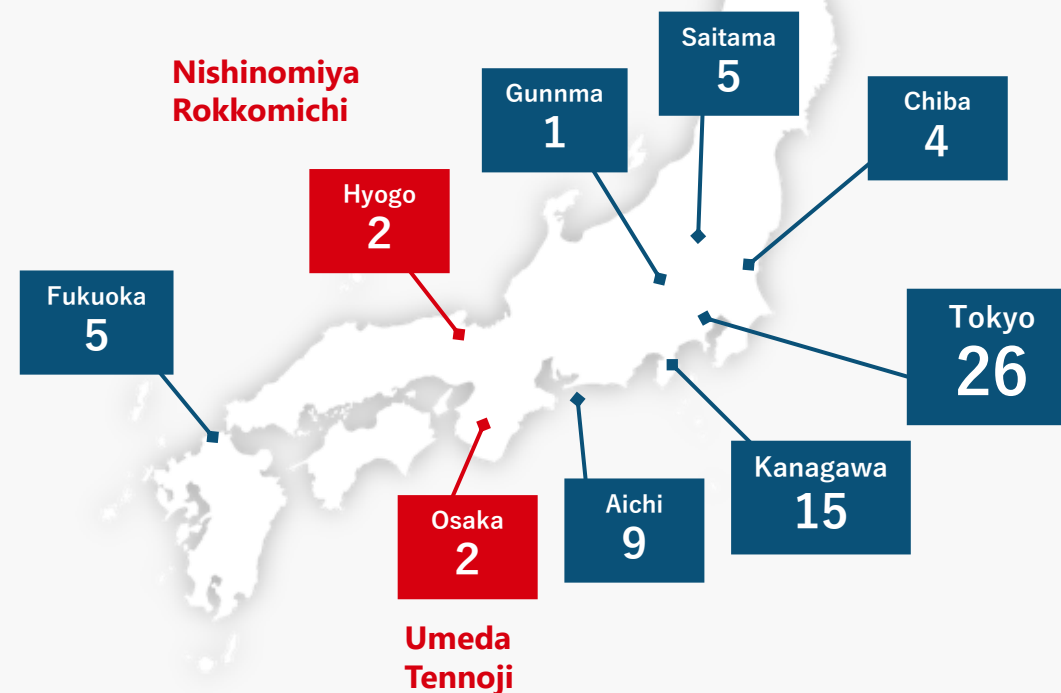 Nishinomiya
Rokkomichi
Saitama
5
Gunnma
1
Chiba
4
Hyogo
2
Fukuoka
5
Tokyo
26
Kanagawa
15
Aichi
9
Osaka
2
Umeda
Tennoji